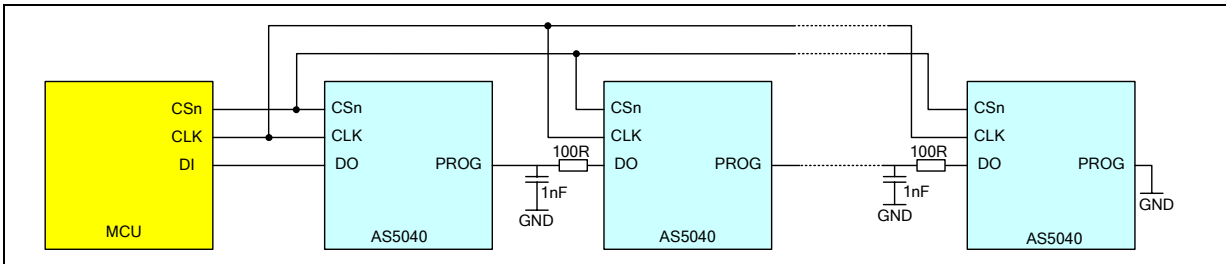 CSn
CLK
DI
MCU
CSn
CLK
DO
PROG
AS5040
100R
1nF
GND
CSn
CLK
DO
PROG
AS5040
100R
1nF
GND
CSn
CLK
DO
PROG
AS5040
GND